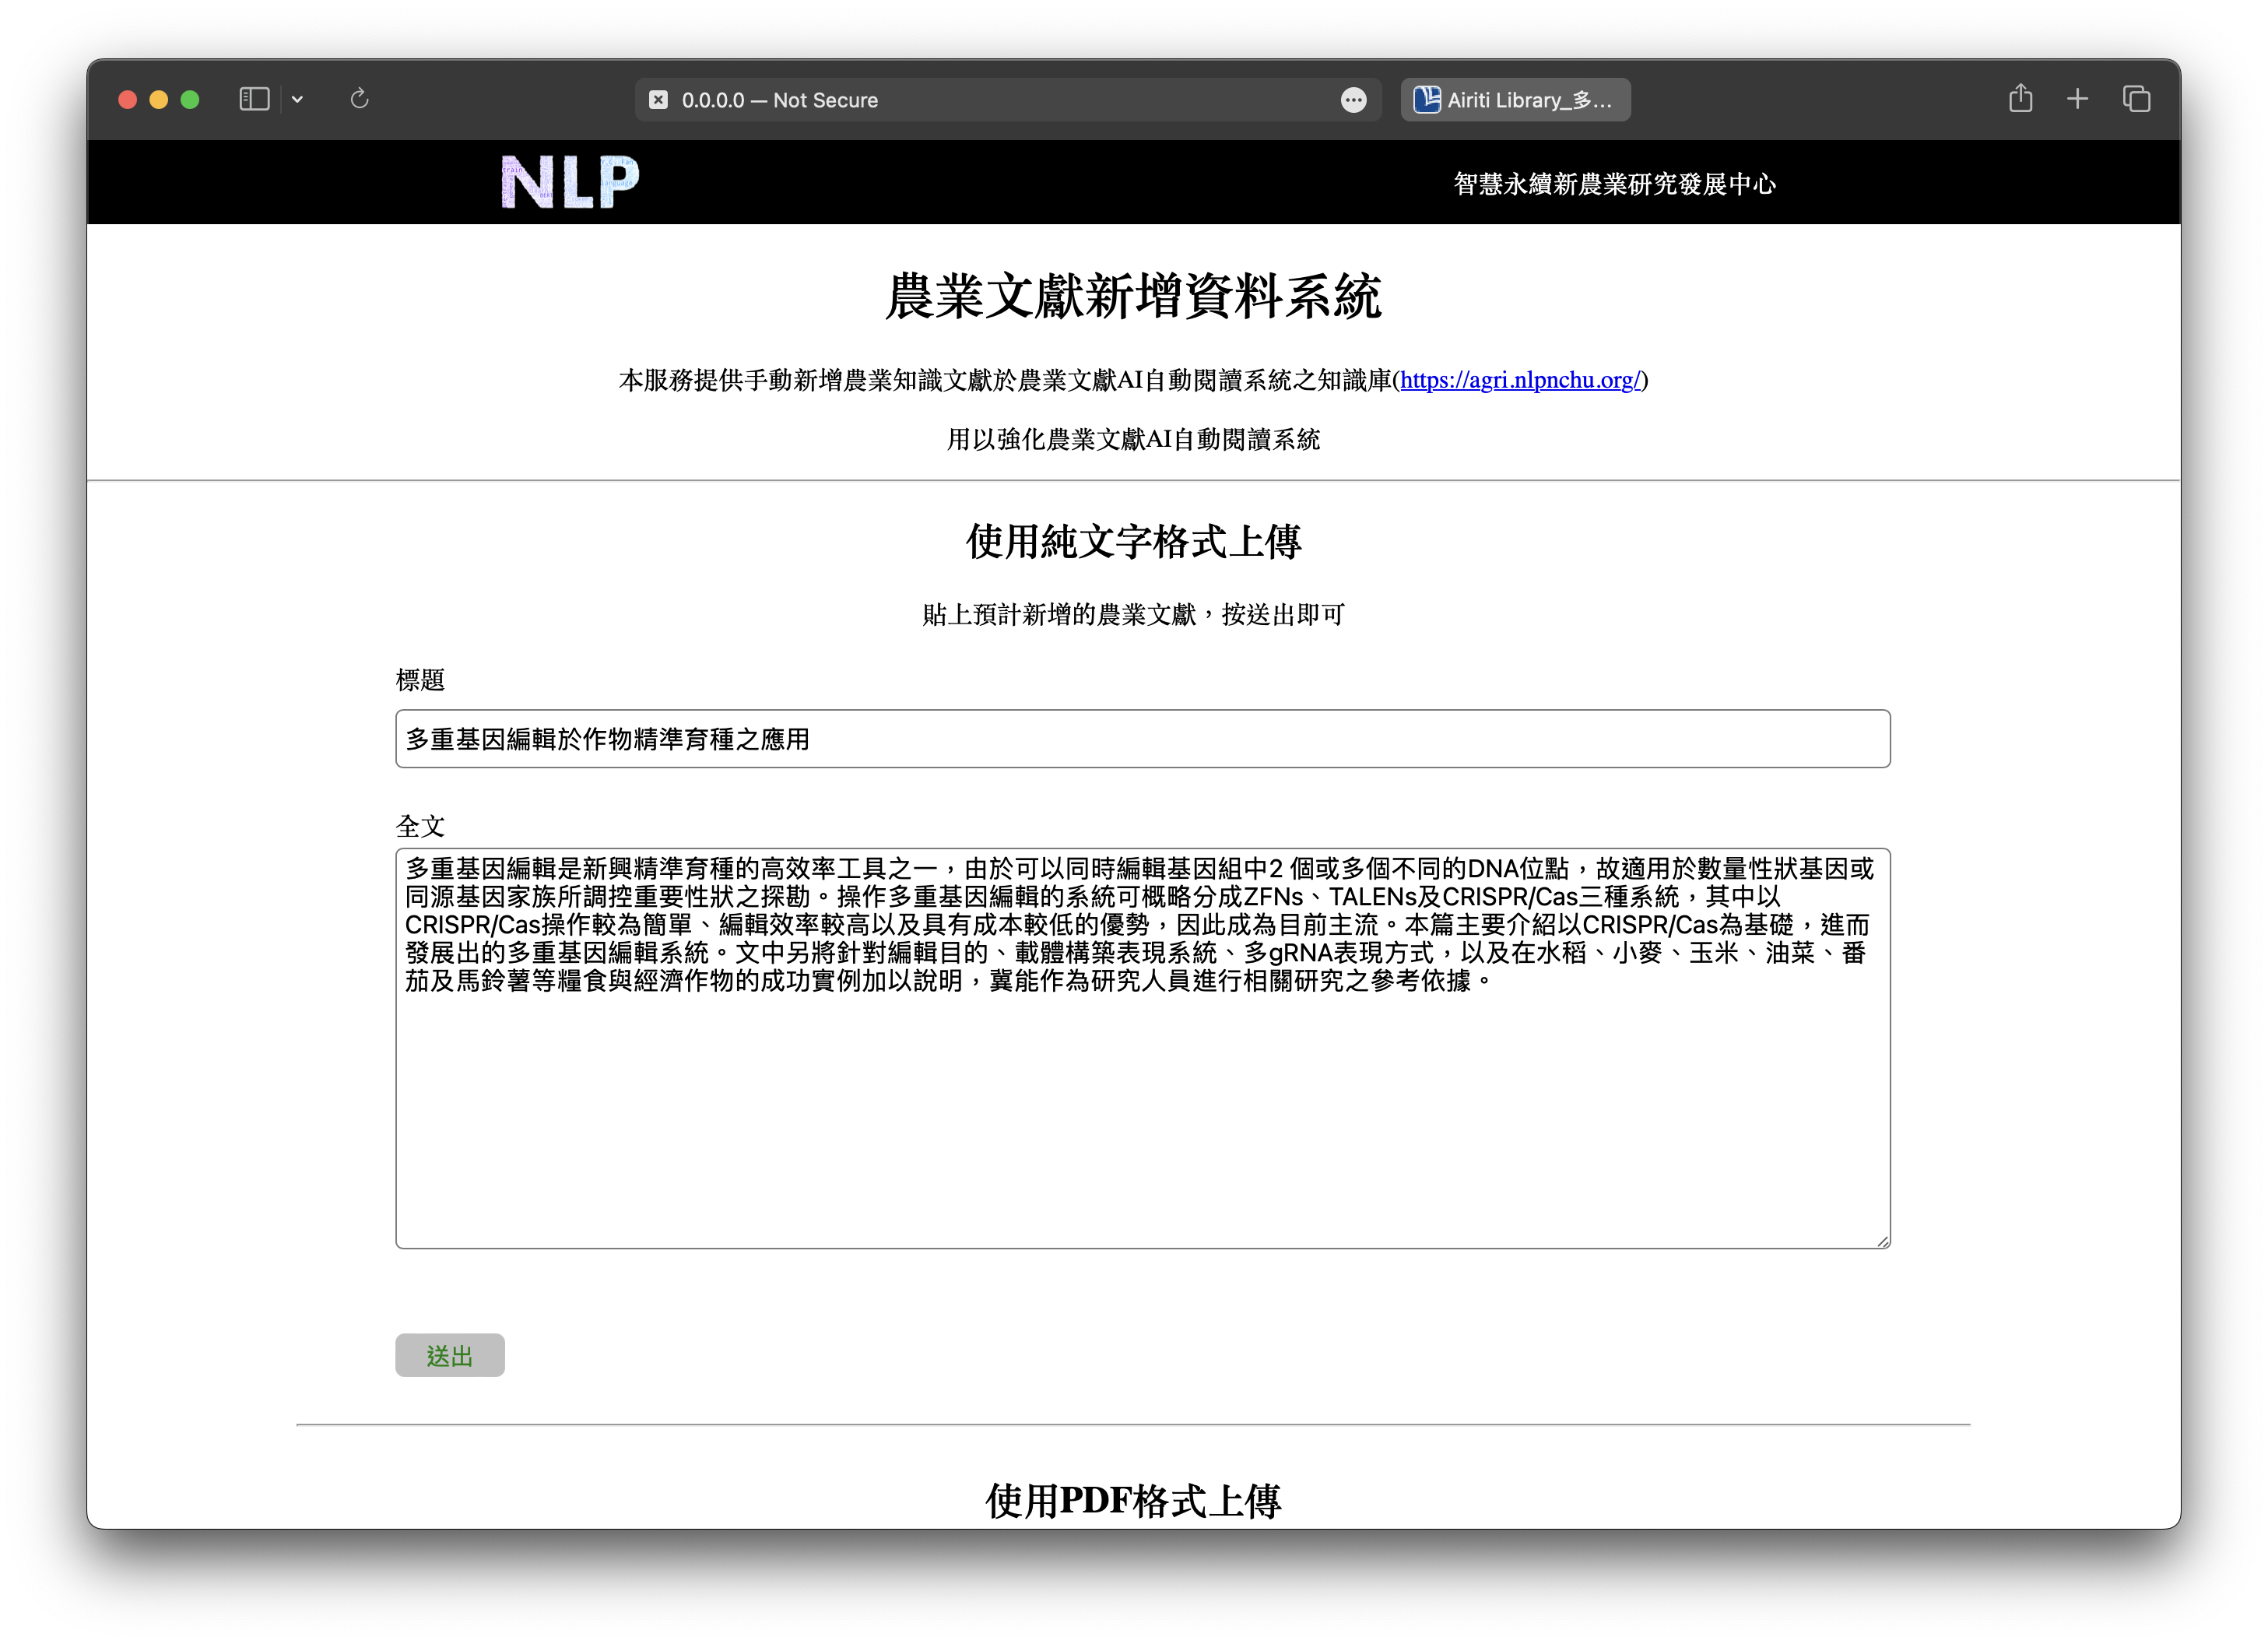 0.0.0.0 — Not Secure
Airiti Library_多...
NLP
智慧永續新農業研究發展中心
農業文獻新增資料系統
本服務提供手動新增農業知識文獻於農業文獻AI自動閱讀系統之知識庫(https://agri.nlpnchu.org/)
用以強化農業文獻AI自動閱讀系統
使用純文字格式上傳
貼上預計新增的農業文獻，按送出即可
標題
多重基因編輯於作物精準育種之應用
全文
多重基因編輯是新興精準育種的高效率工具之一，由於可以同時編輯基因組中2 個或多個不同的DNA位點，故適用於數量性狀基因或
同源基因家族所調控重要性狀之探勘。操作多重基因編輯的系統可概略分成ZFNs、TALENs及CRISPR/Cas三種系統，其中以
CRISPR/Cas操作較為簡單、編輯效率較高以及具有成本較低的優勢，因此成為目前主流。本篇主要介紹以CRISPR/Cas為基礎，進而
發展出的多重基因編輯系統。文中另將針對編輯目的、載體構築表現系統、多gRNA表現方式，以及在水稻、小麥、玉米、油菜、番
茄及馬鈴薯等糧食與經濟作物的成功實例加以說明，冀能作為研究人員進行相關研究之參考依據。
送出
使用PDF格式上傳